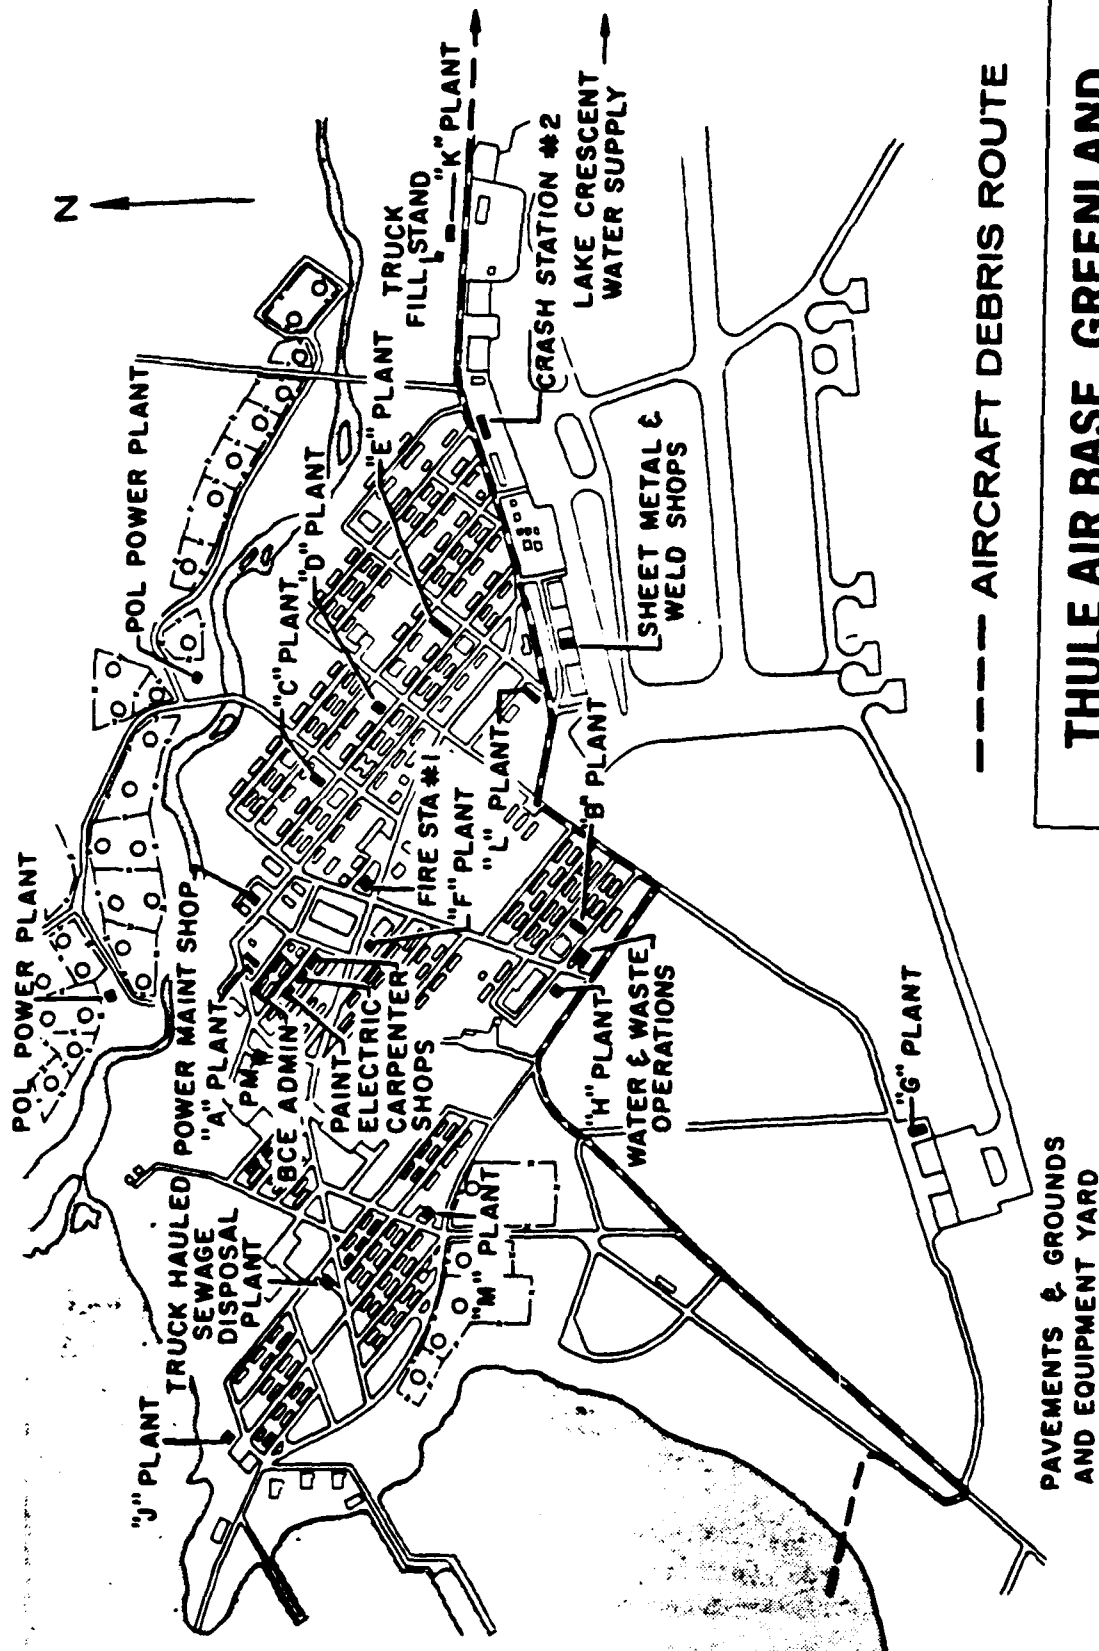 POL POWER PLANT
POL POWER PLANT
N
"J" PLANT
TRUCK HAULED
SEWAGE
DISPOSAL
PLANT
POWER MAINT SHOP
"A" PLANT
PM
BCE ADMIN
PAINT
ELECTRIC
CARPENTER
SHOPS
"C" PLANT
"D" PLANT
"E" PLANT
TRUCK
FILL STAND
"K" PLANT
FIRE STA #1
"F" PLANT
"L" PLANT
"M" PLANT
"H" PLANT
WATER & WASTE
OPERATIONS
"B" PLANT
CRASH STATION #2
LAKE CRESCENT
WATER SUPPLY
SHEET METAL &
WELD SHOPS
"G" PLANT
PAVEMENTS & GROUNDS
AND EQUIPMENT YARD
AIRCRAFT DEBRIS ROUTE
THULE AIR BASE GREENLAND